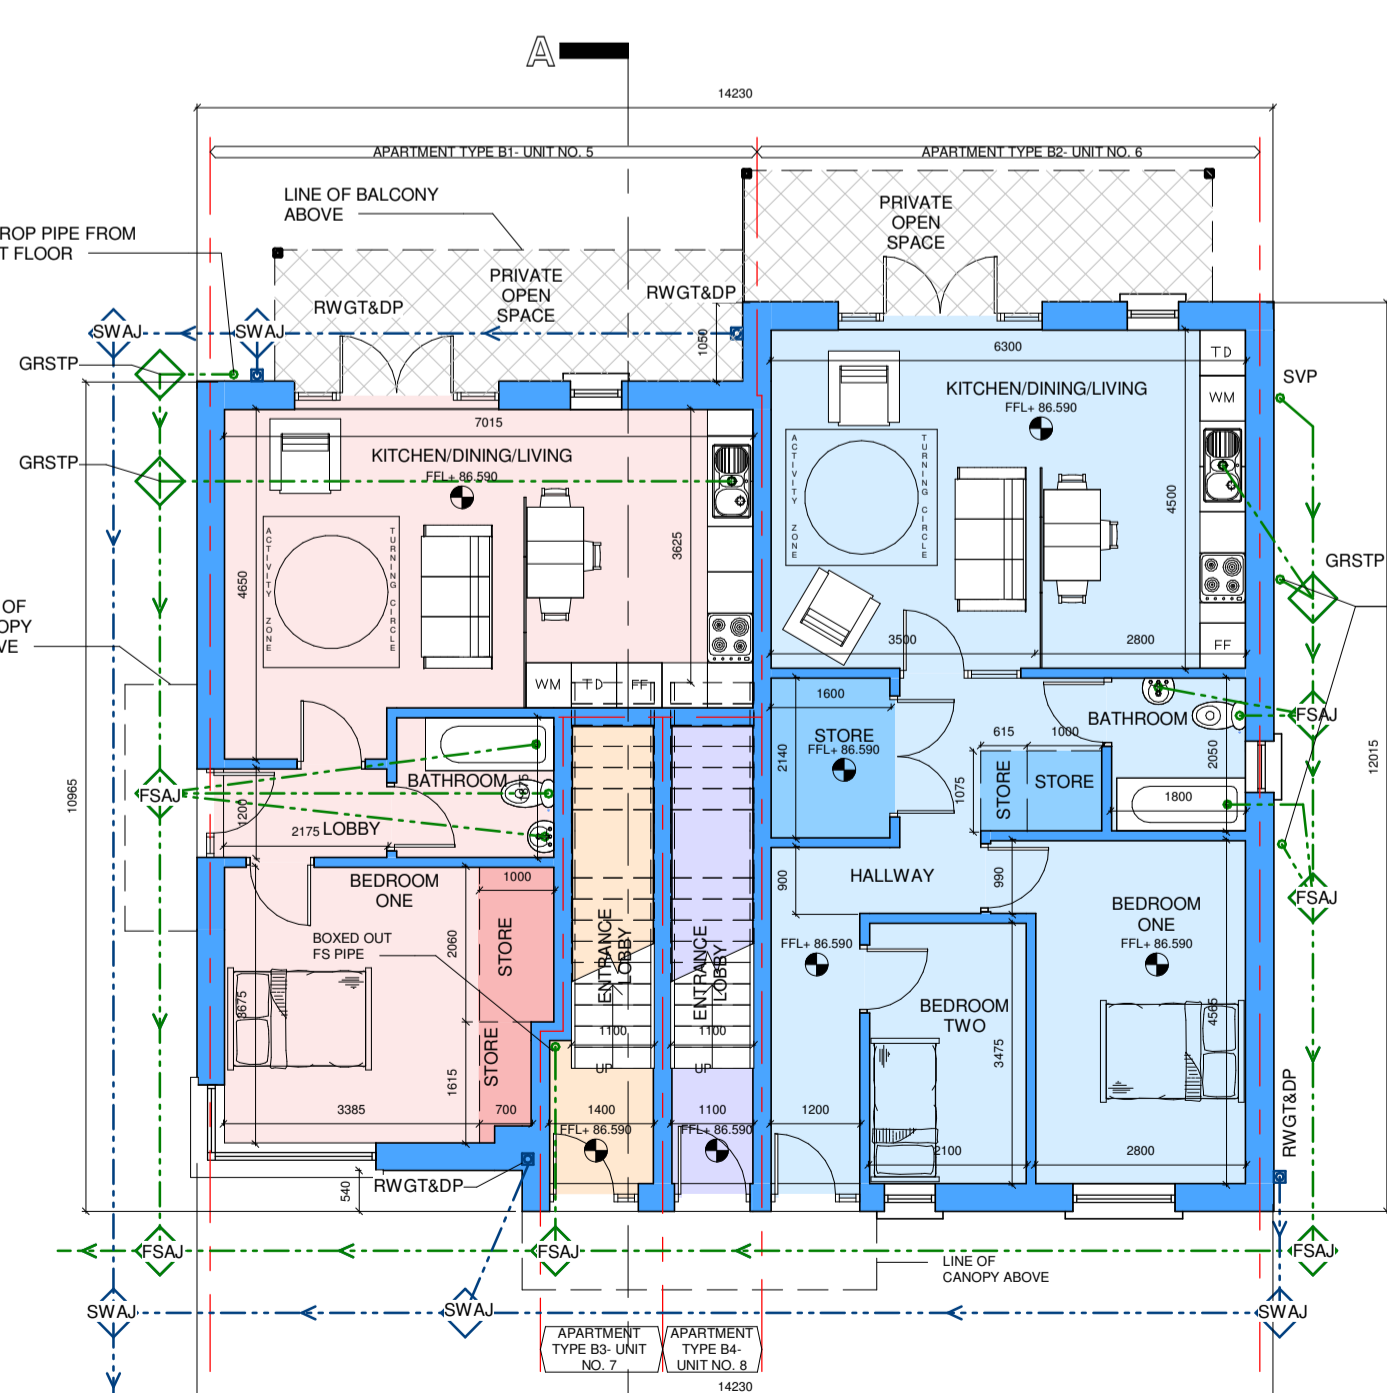 A
14230
APARTMENT TYPE B1- UNIT NO. 5
APARTMENT TYPE B2- UNIT NO. 6
LINE OF BALCONY
ABOVE
PRIVATE
OPEN
SPACE
ROP PIPE FROM
T FLOOR
PRIVATE
OPEN
SPACE
RWGT&DP
RWGT&DP
SWAJ
SWAJ
1050
6300
TD
GRSTP
SVP
KITCHEN/DINING/LIVING
FFL+ 86.590
WM
7015
KITCHEN/DINING/LIVING
FFL+ 86.590
GRSTP
ACTIVITY ZONE
TURNING CIRCLE
4500
ACTIVITY ZONE
TURNING CIRCLE
3625
4650
GRSTP
OF
OPY
VE
3500
2800
FF
WM
TD
FF
1600
FSAJ
BATHROOM
STORE
FFL+ 86.590
2140
615
1000
2050
12015
BATHROOM
STORE
STORE
1075
FSAJ
1800
10965
1200
2175
LOBBY
BEDROOM
ONE
1000
900
HALLWAY
990
FSAJ
BOXED OUT
FS PIPE
2060
STORE
ENTRANCE
LOBBY
ENTRANCE
LOBBY
FFL+ 86.590
BEDROOM
ONE
FFL+ 86.590
3675
BEDROOM
TWO
4565
1100
1100
3475
STORE
UP
UP
1615
RWGT&DP
3385
700
1400
1100
1200
FFL+ 86.590
FFL+ 86.590
2100
2800
540
RWGT&DP
FSAJ
FSAJ
FSAJ
LINE OF
CANOPY ABOVE
SWAJ
SWAJ
SWAJ
APARTMENT
TYPE B3- UNIT
NO. 7
APARTMENT
TYPE B4-
UNIT NO. 8
14230